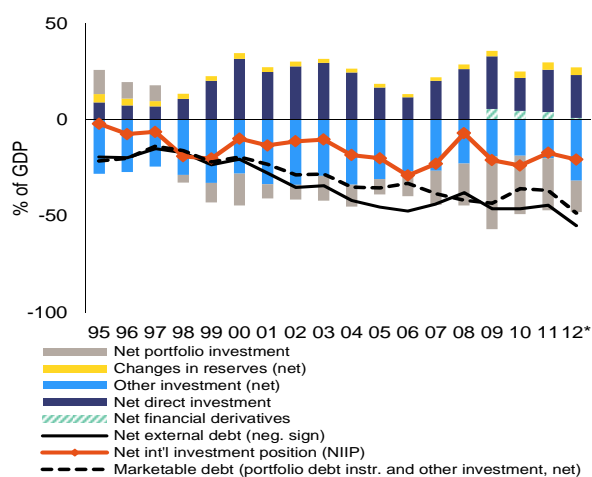 50
0
-50
-100
% of GDP
95 96 97 98 99 00 01 02 03 04 05 06 07 08 09 10 11 12*
Net portfolio investment
Changes in reserves (net)
Other investment (net)
Net direct investment
Net financial derivatives
Net external debt (neg. sign)
Net int'l investment position (NIIP)
Marketable debt (portfolio debt instr. and other investment, net)